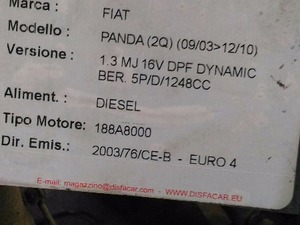 Marca : FIAT
Modello : PANDA (2Q) (09/03>12/10)
Versione : 1.3 MJ 16V DPF DYNAMIC
BER. 5P/D/1248CC
Aliment. : DIESEL
Tipo Motore: 188A8000
Dir. Emis.: 2003/76/CE-B - EURO 4
E-mail: magazzino@disfacar.com - www.DISFACAR.EU